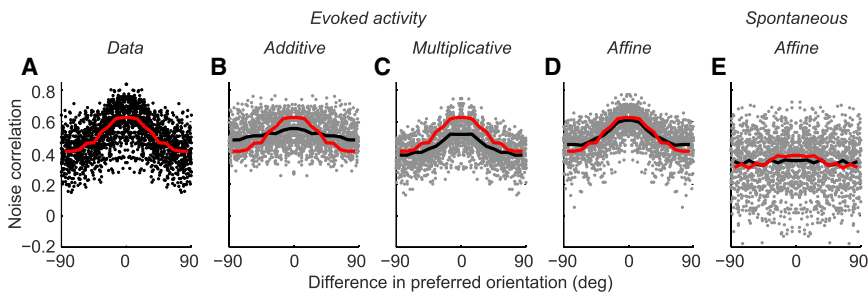 Evoked activity Spontaneous
Data Additive Multiplicative Affine Affine
A B C D E
0.8
0.6
0.4
0.2
0
−0.2
Noise correlation
−90 0 90 −90 0 90 −90 0 90 −90 0 90 −90 0 90
Difference in preferred orientation (deg)